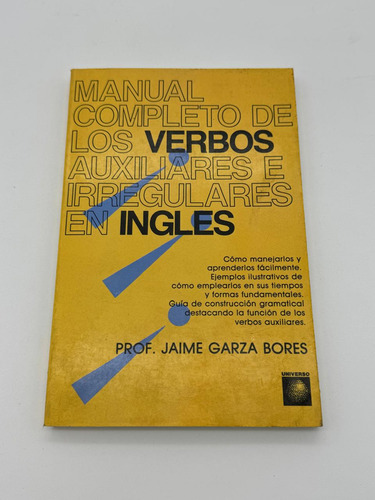 MANUAL
COMPLETO DE
LOS VERBOS
AUXILIARES E
IRREGULARES
EN INGLES
Cómo manejarlos y
aprenderlos fácilmente.
Ejemplos ilustrativos de
cómo emplearlos en sus tiempos
y formas fundamentales.
Guía de construcción gramatical
destacando la función de los
verbos auxiliares.
PROF. JAIME GARZA BORES
UNIVERSO